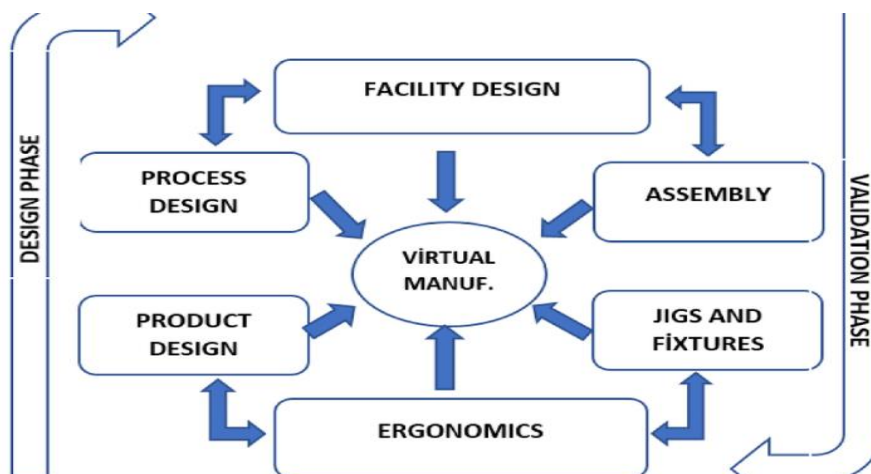 DESIGN PHASE
FACILITY DESIGN
PROCESS
DESIGN
ASSEMBLY
VİRTUAL
MANUF.
PRODUCT
DESIGN
JIGS AND
FİXTURES
ERGONOMICS
VALIDATION PHASE